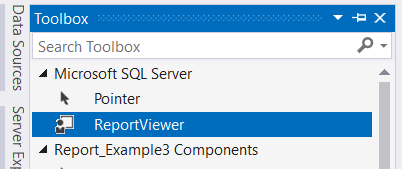 Data Sources
Server Exp
Toolbox
Search Toolbox
Microsoft SQL Server
Pointer
ReportViewer
Report_Example3 Components